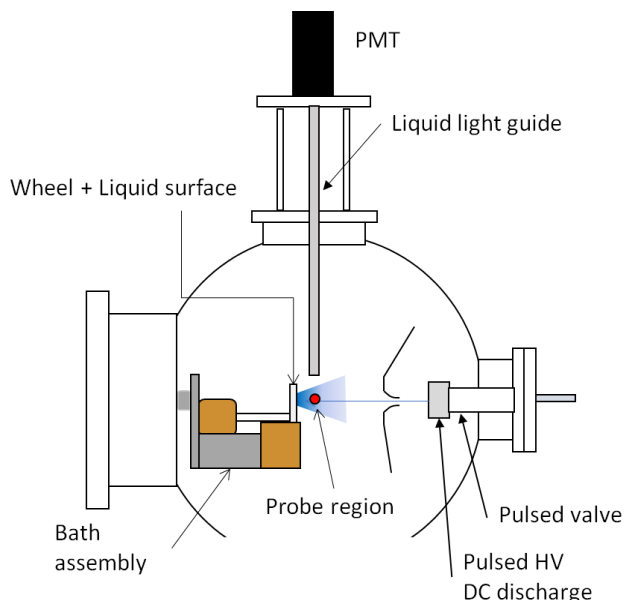 PMT
Liquid light guide
Wheel + Liquid surface
Probe region
Pulsed valve
Bath
assembly
Pulsed HV
DC discharge